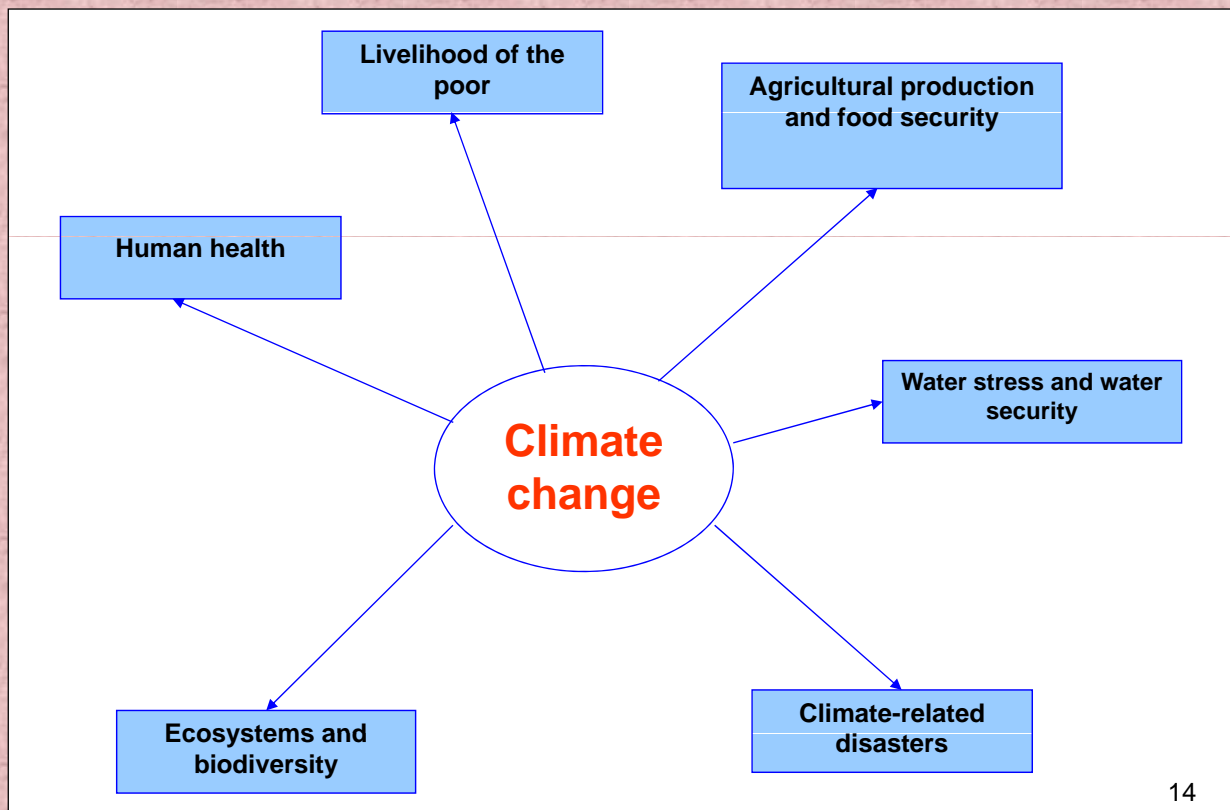 Livelihood of the
poor
Agricultural production
and food security
Human health
Water stress and water
security
Climate
change
Ecosystems and
biodiversity
Climate-related
disasters
14